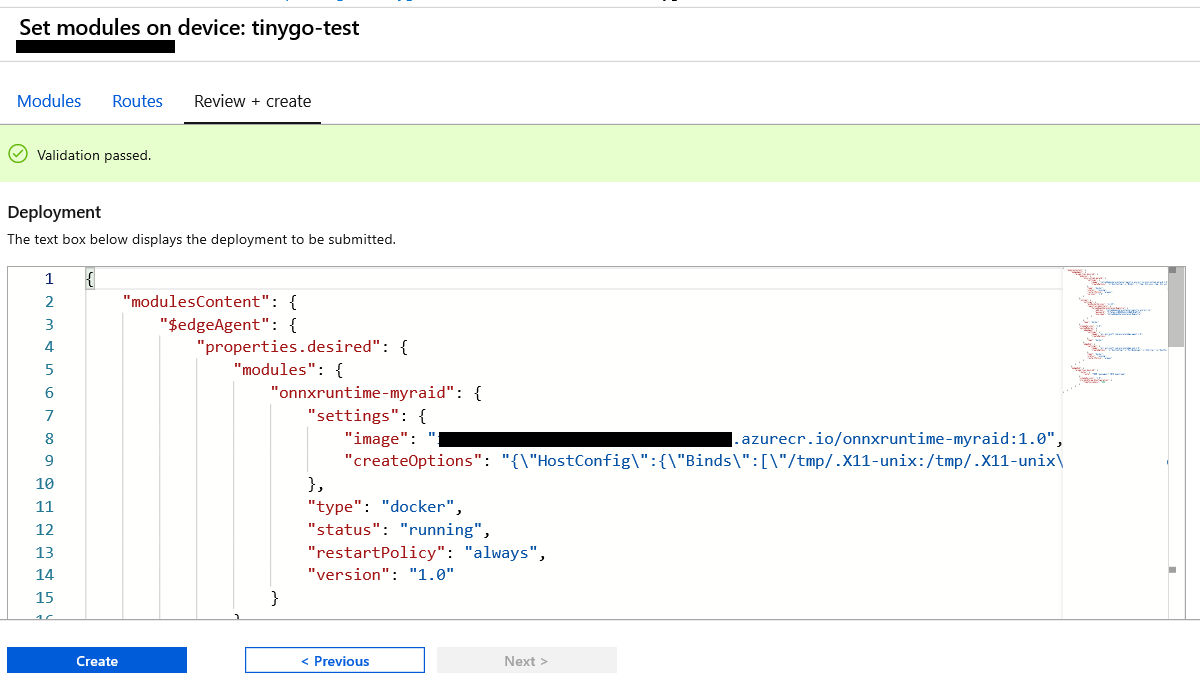 Set modules on device: tinygo-test
Modules Routes Review + create
Validation passed.
Deployment
The text box below displays the deployment to be submitted.
1 {
2 "modulesContent": {
3 "$edgeAgent": {
4 "properties.desired": {
5 "modules": {
6 "onnxruntime-myraid": {
7 "settings": {
8 "image": " .azurecr.io/onnxruntime-myraid:1.0",
9 "createOptions": "{\"HostConfig\":{\"Binds\":[\"/tmp/.X11-unix:/tmp/.X11-unix\
10 },
11 "type": "docker",
12 "status": "running",
13 "restartPolicy": "always",
14 "version": "1.0"
15 }
16 }
Create < Previous Next >